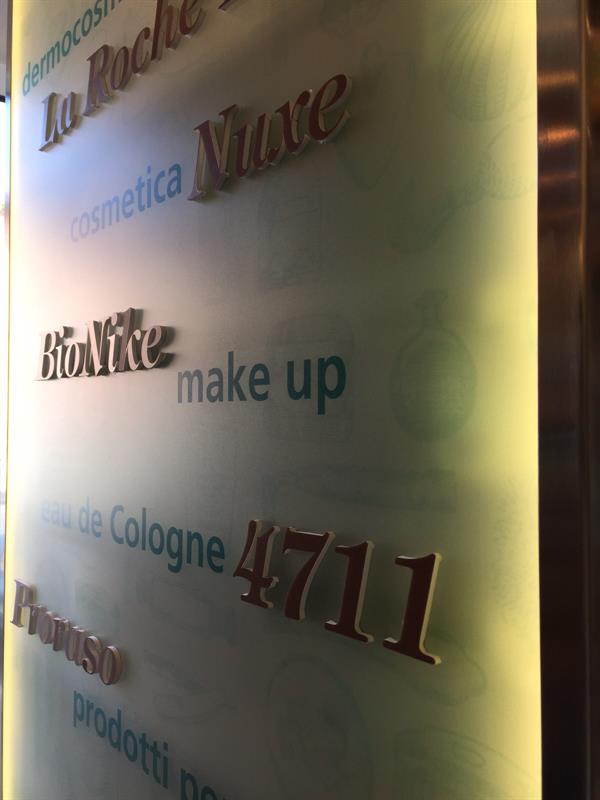 La Roche
cosmetica Nuxe
BioNike make up
eau de Cologne 4711
Proraso
prodotti